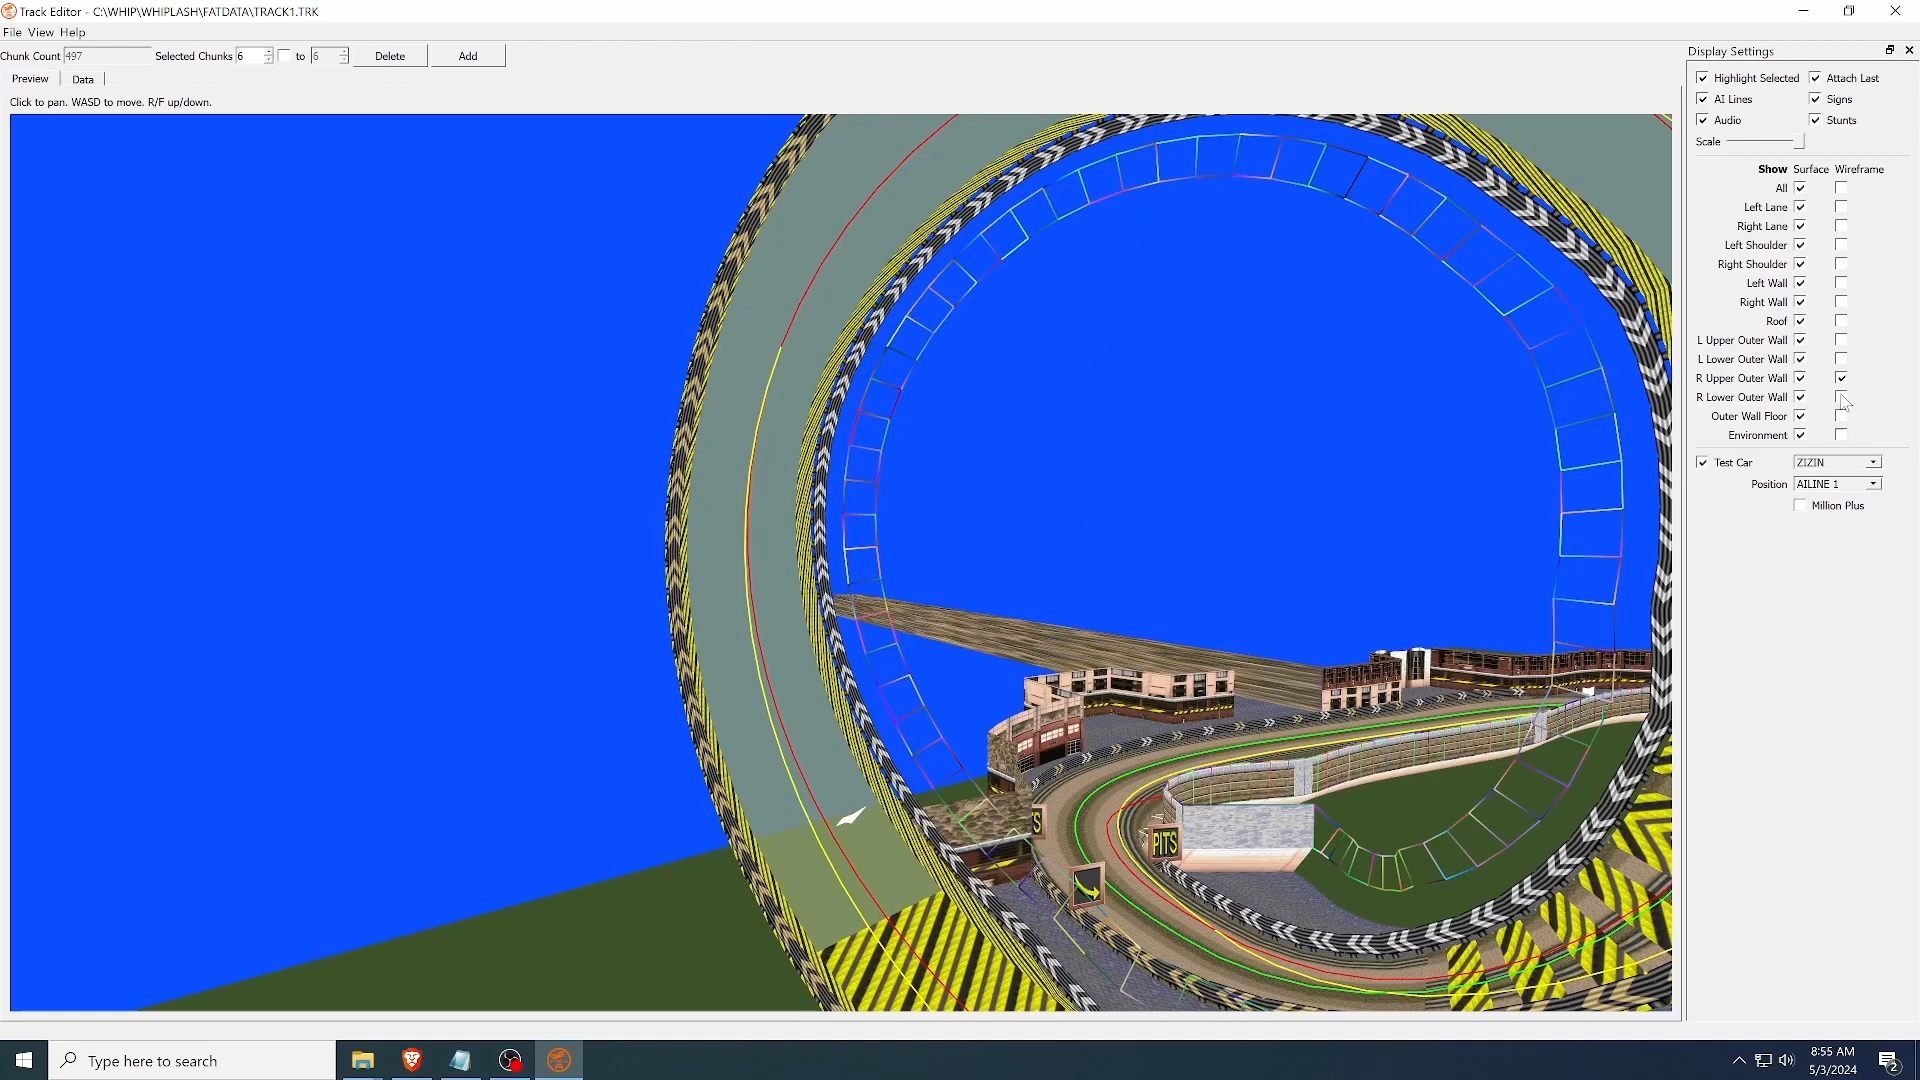 Track Editor - C:\WHIP\WHIPLASH\FATDATA\TRACK1.TRK
File View Help
Chunk Count 497 Selected Chunks 6 to 6 Delete Add
Preview Data
Click to pan. WASD to move. R/F up/down.
PITS
Display Settings
Highlight Selected Attach Last
AI Lines Signs
Audio Stunts
Scale
Show Surface Wireframe
All
Left Lane
Right Lane
Left Shoulder
Right Shoulder
Left Wall
Right Wall
Roof
L Upper Outer Wall
L Lower Outer Wall
R Upper Outer Wall
R Lower Outer Wall
Outer Wall Floor
Environment
Test Car ZIZIN
Position AILINE 1
Million Plus
Type here to search
8:55 AM
5/3/2024
2